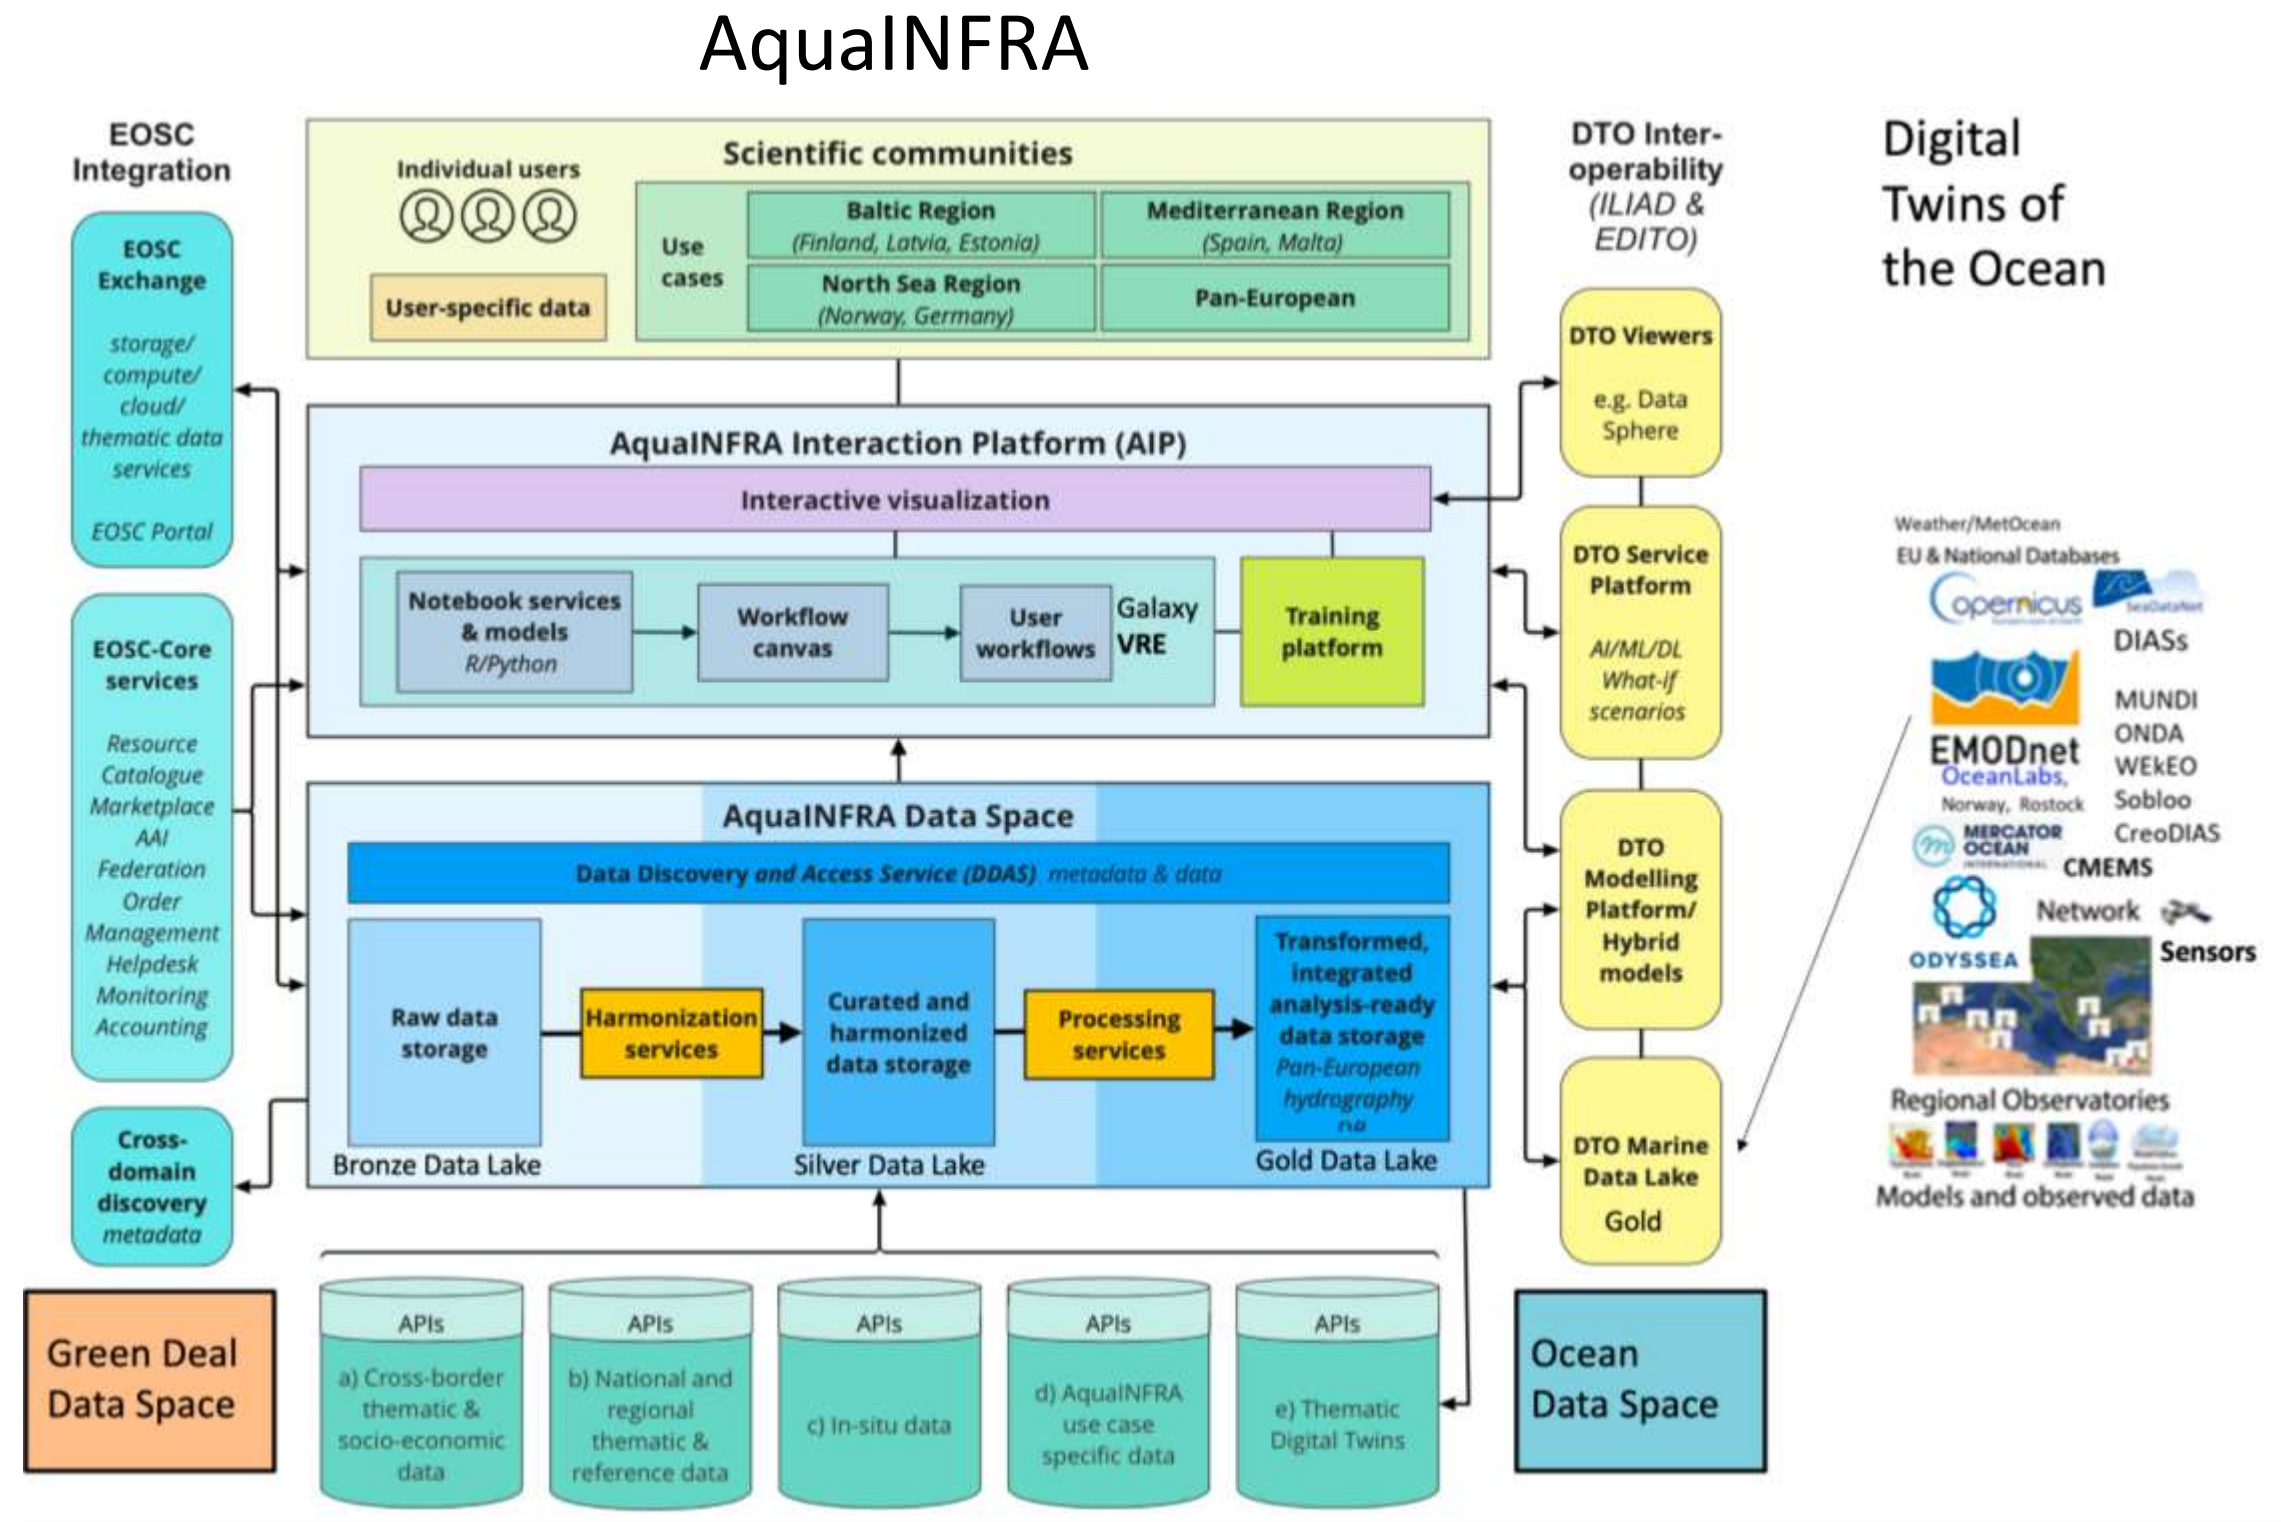 AquaINFRA
EOSC
Integration
EOSC
Exchange
storage/
compute/
cloud/
thematic data
services
EOSC Portal
EOSC-Core
services
Resource
Catalogue
Marketplace
AAI
Federation
Order
Management
Helpdesk
Monitoring
Accounting
Cross-
domain
discovery
metadata
Green Deal
Data Space
Scientific communities
Individual users
User-specific data
Use
cases
Baltic Region
(Finland, Latvia, Estonia)
Mediterranean Region
(Spain, Malta)
North Sea Region
(Norway, Germany)
Pan-European
AquaINFRA Interaction Platform (AIP)
Interactive visualization
Notebook services
& models
R/Python
Workflow
canvas
User
workflows
Galaxy
VRE
Training
platform
AquaINFRA Data Space
Data Discovery and Access Service (DDAS) metadata & data
Raw data
storage
Harmonization
services
Curated and
harmonized
data storage
Processing
services
Transformed,
integrated
analysis-ready
data storage
Pan-European
hydrography
Bronze Data Lake
Silver Data Lake
Gold Data Lake
APIs
a) Cross-border
thematic &
socio-economic
data
APIs
b) National and
regional
thematic &
reference data
APIs
c) In-situ data
APIs
d) AquaINFRA
use case
specific data
APIs
e) Thematic
Digital Twins
DTO Inter-
operability
(ILIAD &
EDITO)
DTO Viewers
e.g. Data
Sphere
DTO Service
Platform
AI/ML/DL
What-if
scenarios
DTO
Modelling
Platform/
Hybrid
models
DTO Marine
Data Lake
Gold
Ocean
Data Space
Digital
Twins of
the Ocean
Weather/MetOcean
EU & National Databases
Copernicus
SeaDataNet
DIASs
EMODnet
MUNDI
ONDA
WEkEO
Sobloo
CreoDIAS
OceanLabs,
Norway, Rostock
MERCATOR
OCEAN
INTERNATIONAL
CMEMS
ODYSSEA
Network
Sensors
Regional Observatories
Models and observed data